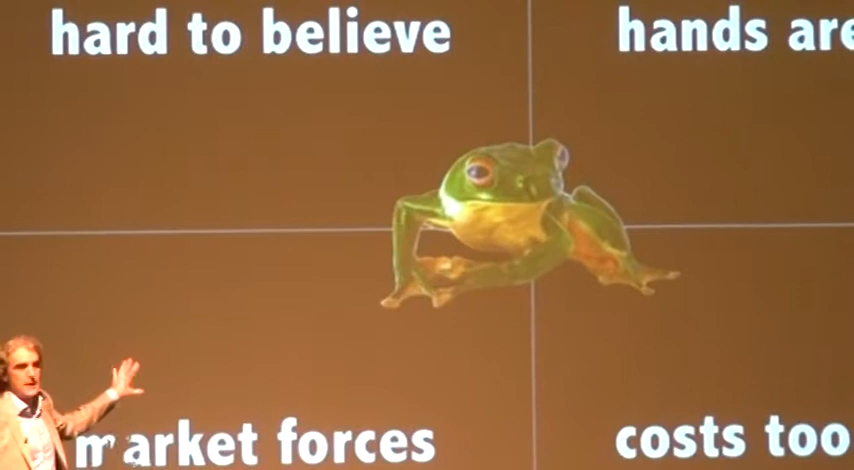 hard to believe
hands are
market forces
costs too